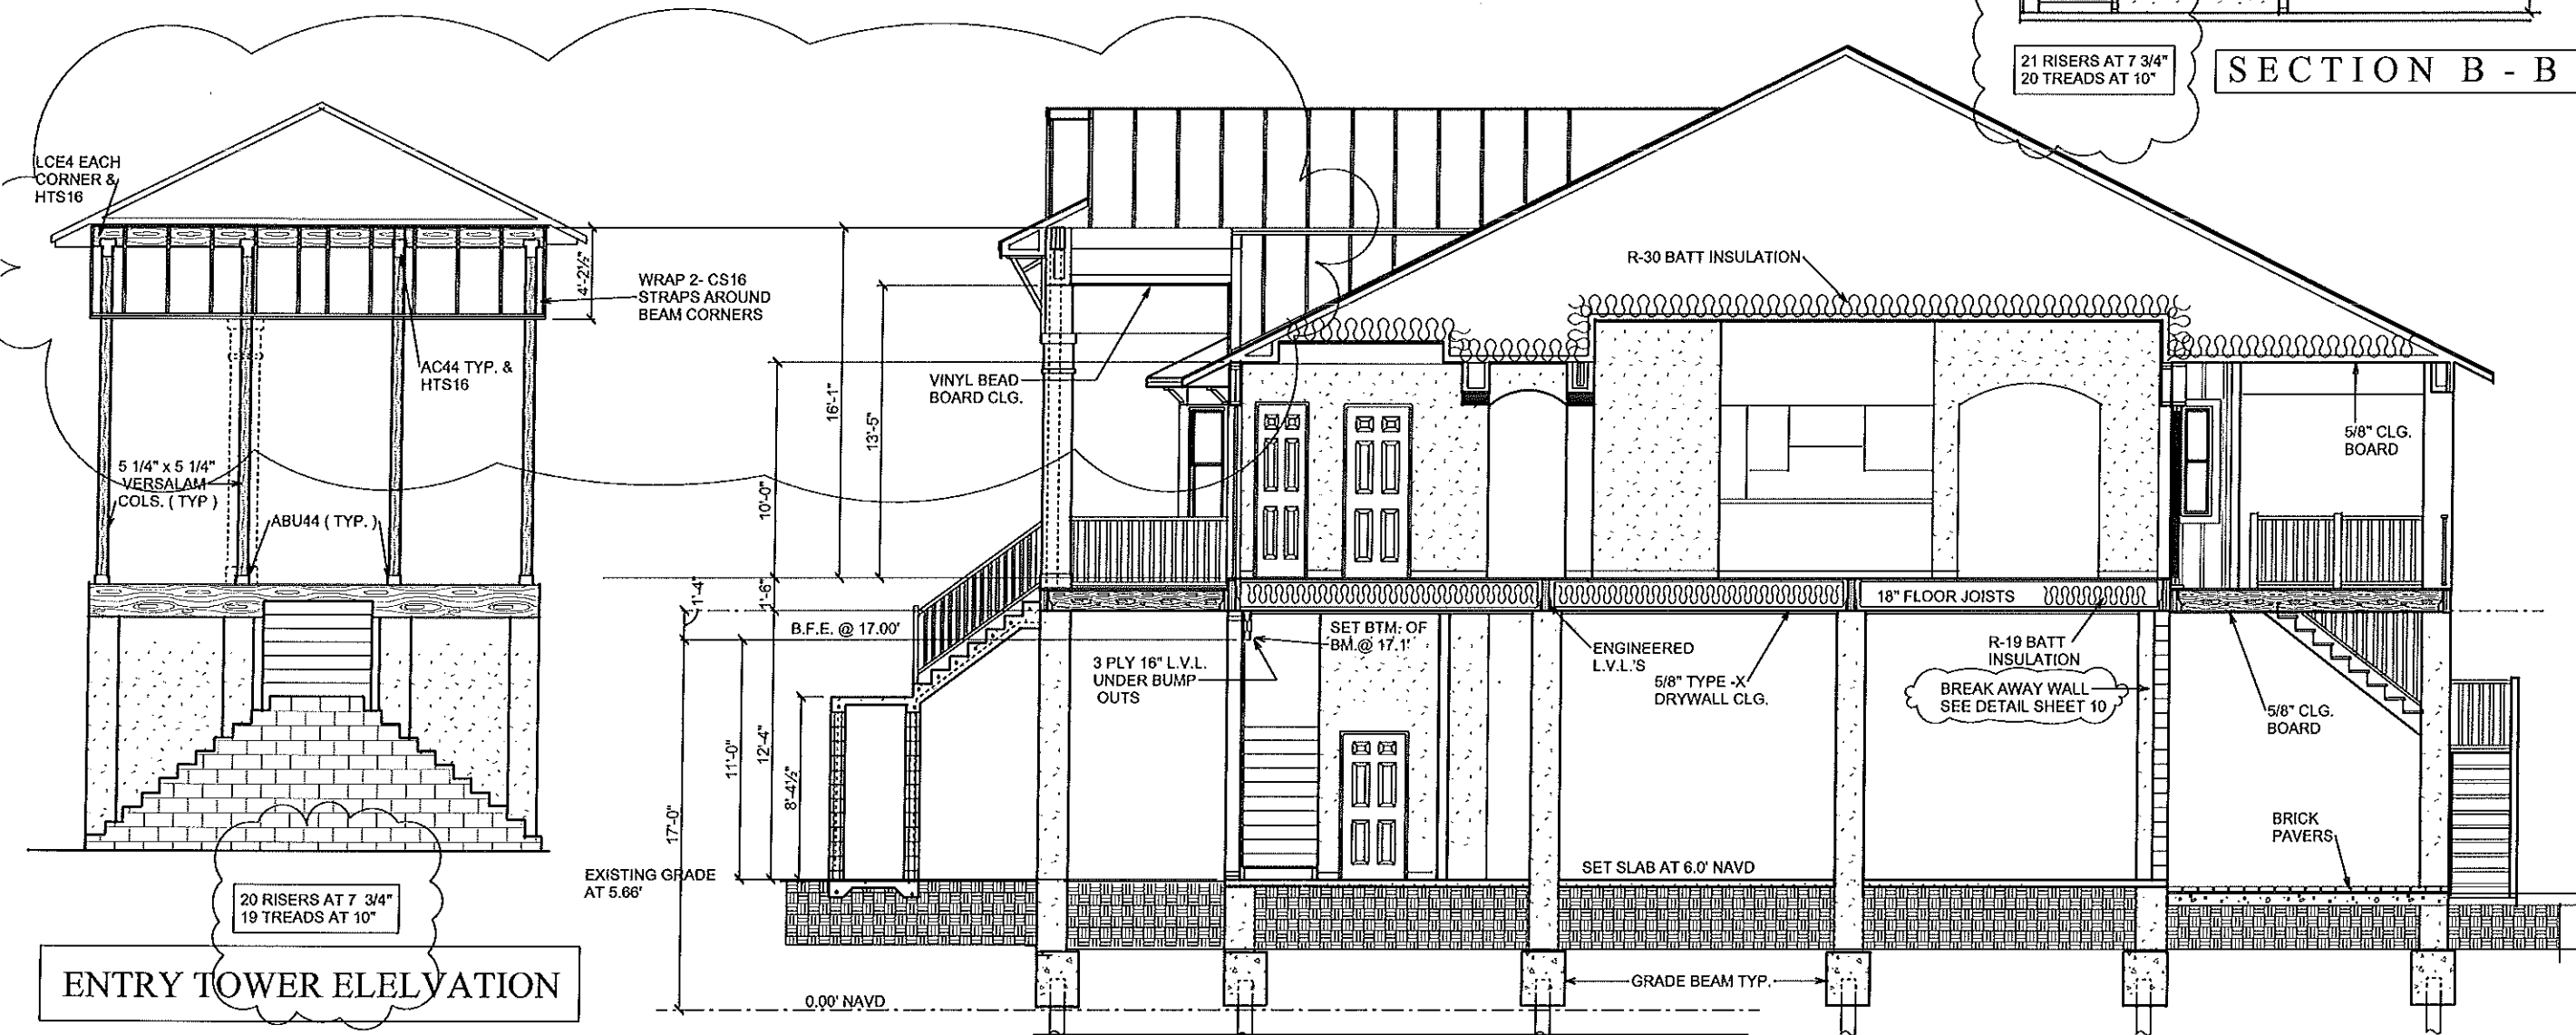 21 RISERS AT 7 3/4"
20 TREADS AT 10"
SECTION B - B
LCE4 EACH
CORNER &
HTS16
4'-2½"
WRAP 2- CS16
STRAPS AROUND
BEAM CORNERS
AC44 TYP. &
HTS16
5 1/4" x 5 1/4"
VERSALAM
COLS. ( TYP )
ABU44 ( TYP. )
20 RISERS AT 7 3/4"
19 TREADS AT 10"
ENTRY TOWER ELELVATION
R-30 BATT INSULATION
VINYL BEAD
BOARD CLG.
16'-1"
13'-5"
10'-0"
5/8" CLG.
BOARD
1'-4"
1'-6"
18" FLOOR JOISTS
B.F.E. @ 17.00'
SET BTM. OF
BM.@ 17.1'
3 PLY 16" L.V.L.
UNDER BUMP
OUTS
ENGINEERED
L.V.L.'S
5/8" TYPE -X
DRYWALL CLG.
R-19 BATT
INSULATION
BREAK AWAY WALL
SEE DETAIL SHEET 10
5/8" CLG.
BOARD
11'-0"
12'-4"
8'-4½"
17'-0"
BRICK
PAVERS
EXISTING GRADE
AT 5.66'
SET SLAB AT 6.0' NAVD
GRADE BEAM TYP.
0.00' NAVD